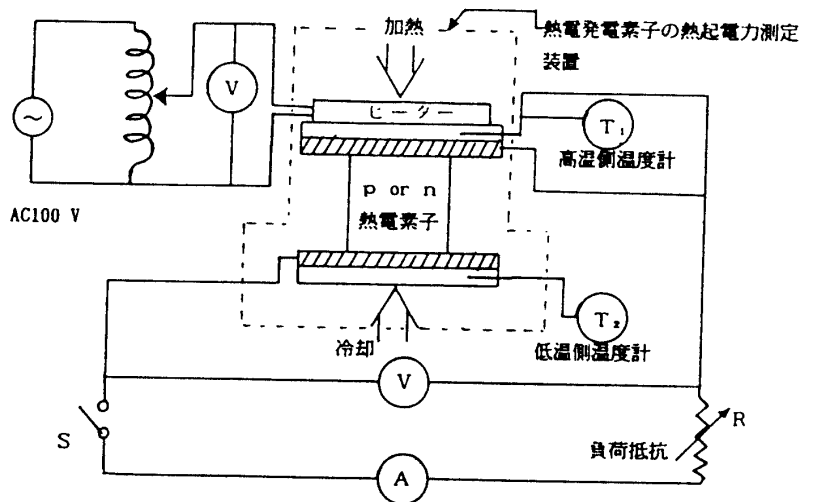 加熱
熱電発電素子の熱起電力測定
装置
V
ヒーター
T₁
高温側温度計
p or n
熱電素子
AC100 V
T₂
冷却
低温側温度計
V
S
R
負荷抵抗
A